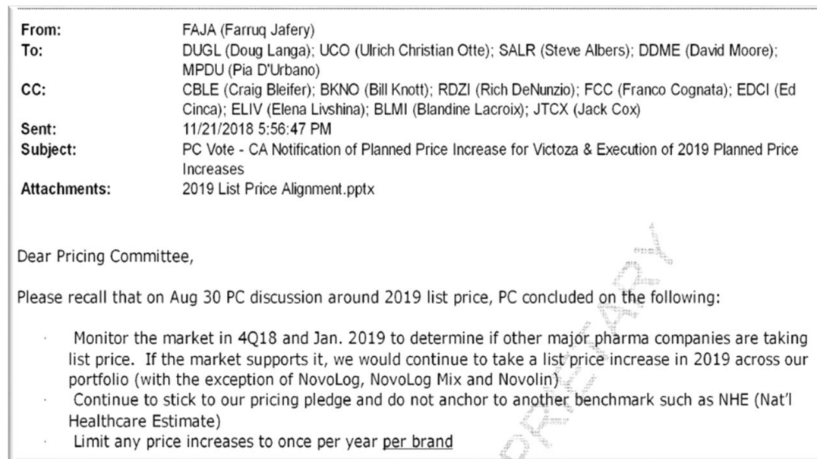 From: FAJA (Farruq Jafery)
To: DUGL (Doug Langa); UCO (Ulrich Christian Otte); SALR (Steve Albers); DDME (David Moore);
MPDU (Pia D'Urbano)
CC: CBLE (Craig Bleifer); BKNO (Bill Knott); RDZI (Rich DeNunzio); FCC (Franco Cognata); EDCI (Ed
Cinca); ELIV (Elena Livshina); BLMI (Blandine Lacroix); JTCX (Jack Cox)
Sent: 11/21/2018 5:56:47 PM
Subject: PC Vote - CA Notification of Planned Price Increase for Victoza & Execution of 2019 Planned Price
Increases
Attachments: 2019 List Price Alignment.pptx
Dear Pricing Committee,
Please recall that on Aug 30 PC discussion around 2019 list price, PC concluded on the following:
· Monitor the market in 4Q18 and Jan. 2019 to determine if other major pharma companies are taking
list price. If the market supports it, we would continue to take a list price increase in 2019 across our
portfolio (with the exception of NovoLog, NovoLog Mix and Novolin)
· Continue to stick to our pricing pledge and do not anchor to another benchmark such as NHE (Nat'l
Healthcare Estimate)
· Limit any price increases to once per year per brand